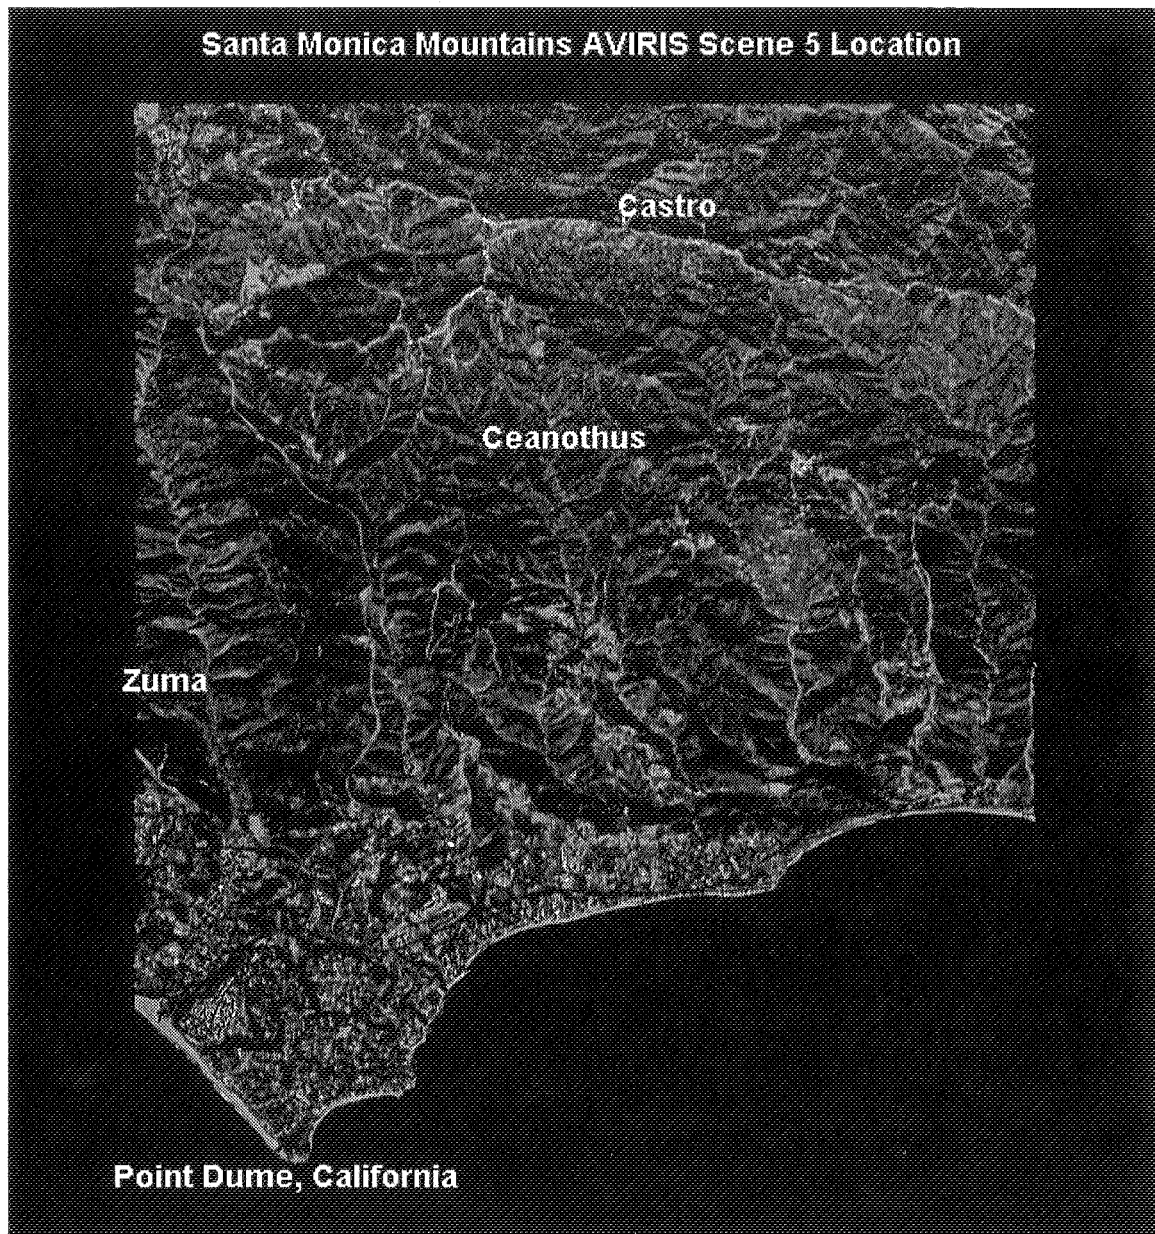 Santa Monica Mountains AVIRIS Scene 5 Location
Castro
Ceanothus
Zuma
Point Dume, California